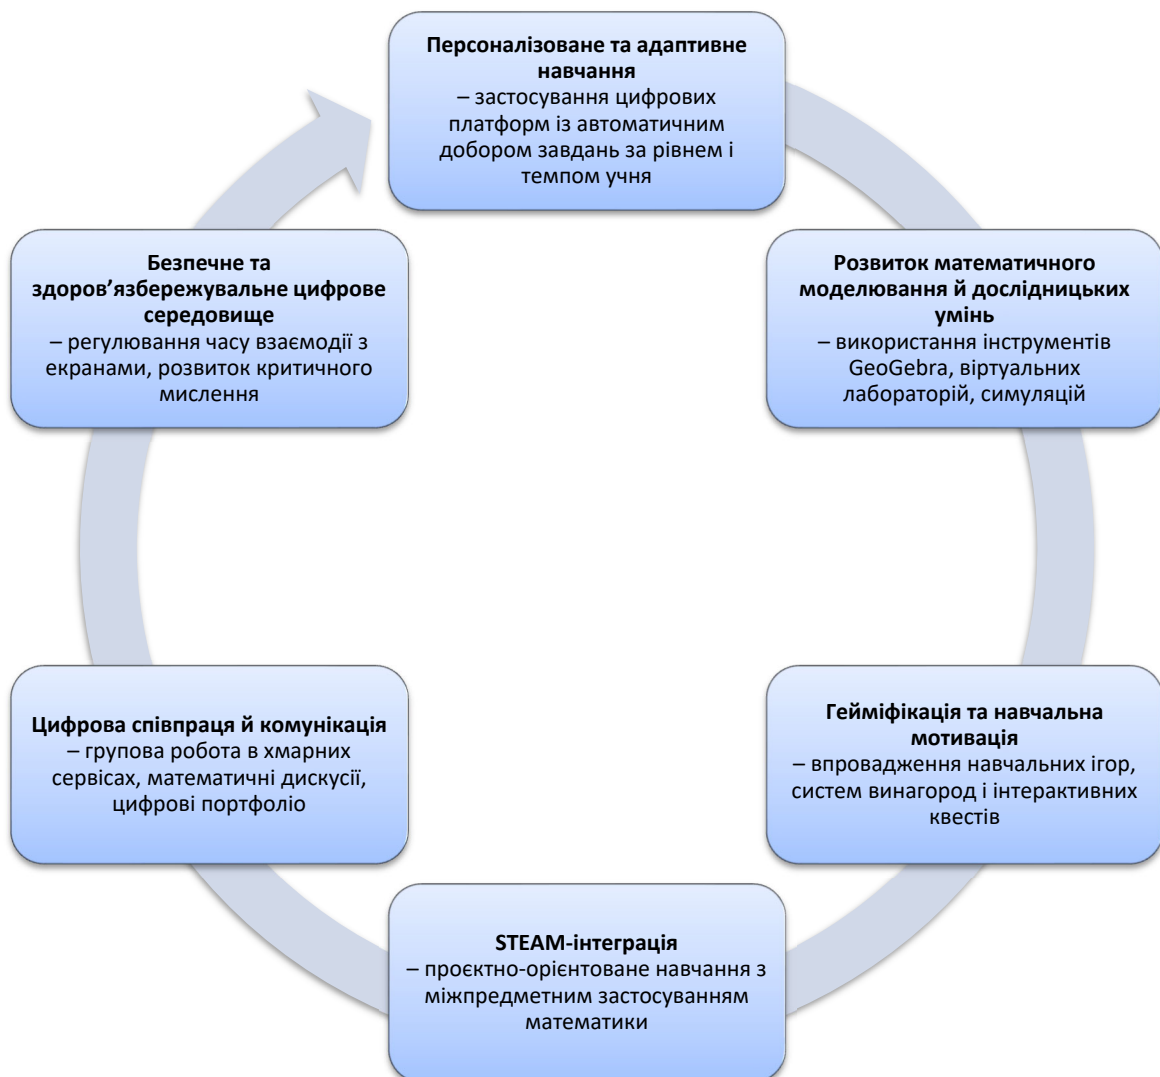 Персоналізоване та адаптивне
навчання
– застосування цифрових
платформ із автоматичним
добором завдань за рівнем і
темпом учня
Розвиток математичного
моделювання й дослідницьких
умінь
– використання інструментів
GeoGebra, віртуальних
лабораторій, симуляцій
Гейміфікація та навчальна
мотивація
– впровадження навчальних ігор,
систем винагород і інтерактивних
квестів
STEAM-інтеграція
– проєктно-орієнтоване навчання з
міжпредметним застосуванням
математики
Цифрова співпраця й комунікація
– групова робота в хмарних
сервісах, математичні дискусії,
цифрові портфоліо
Безпечне та
здоров’язбережувальне цифрове
середовище
– регулювання часу взаємодії з
екранами, розвиток критичного
мислення